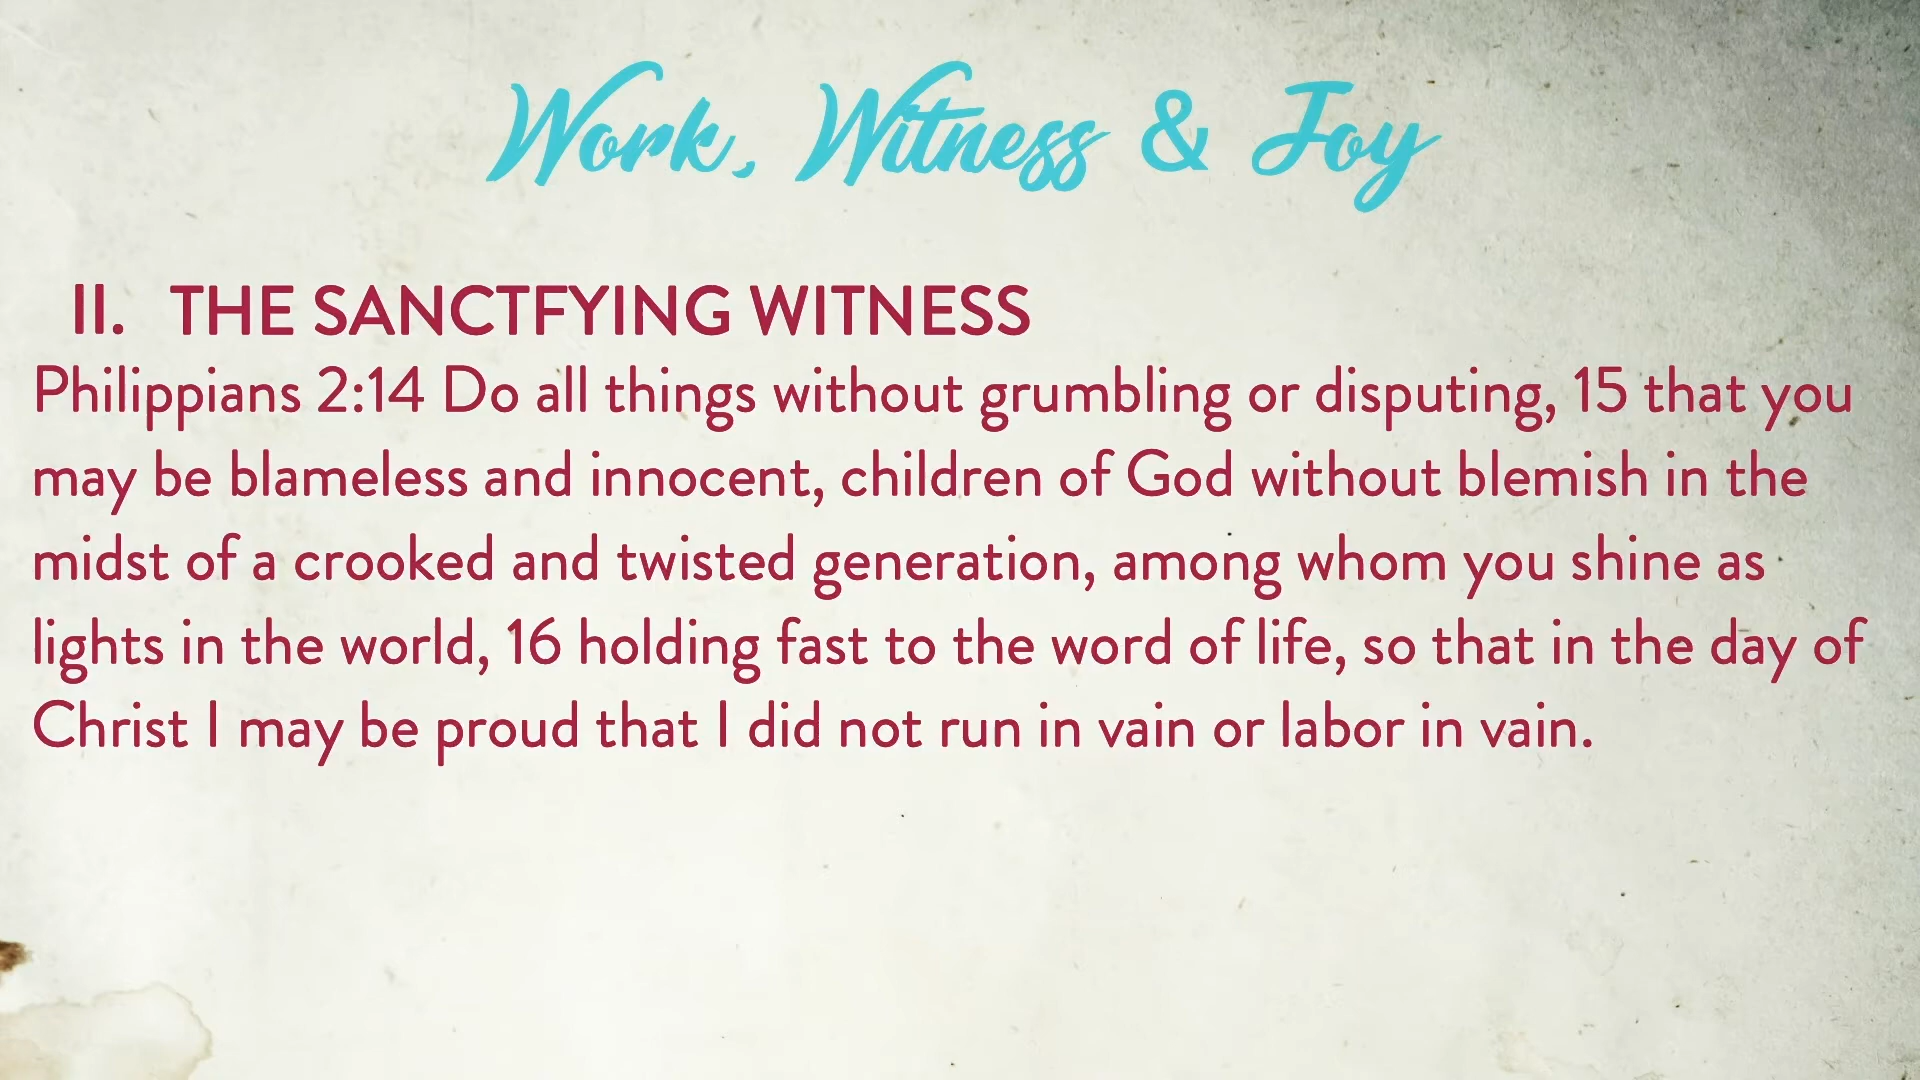 Work, Witness & Joy
II. THE SANCTFYING WITNESS
Philippians 2:14 Do all things without grumbling or disputing, 15 that you
may be blameless and innocent, children of God without blemish in the
midst of a crooked and twisted generation, among whom you shine as
lights in the world, 16 holding fast to the word of life, so that in the day of
Christ I may be proud that I did not run in vain or labor in vain.